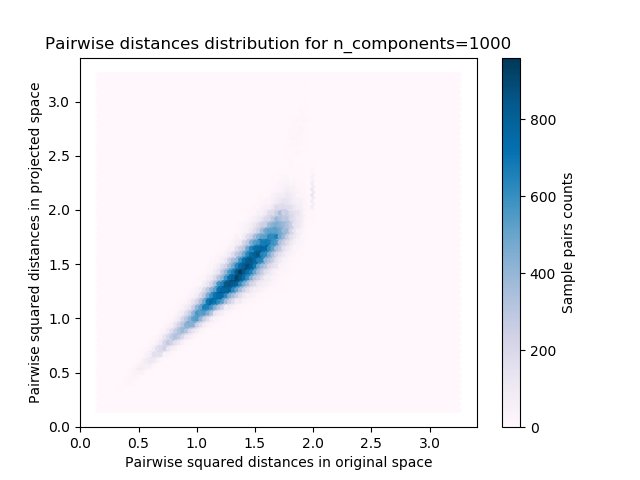 Pairwise distances distribution for n_components=1000
Pairwise squared distances in projected space
3.0
2.5
2.0
1.5
1.0
0.5
0.0
0.0 0.5 1.0 1.5 2.0 2.5 3.0
Pairwise squared distances in original space
800
600
400
200
0
Sample pairs counts